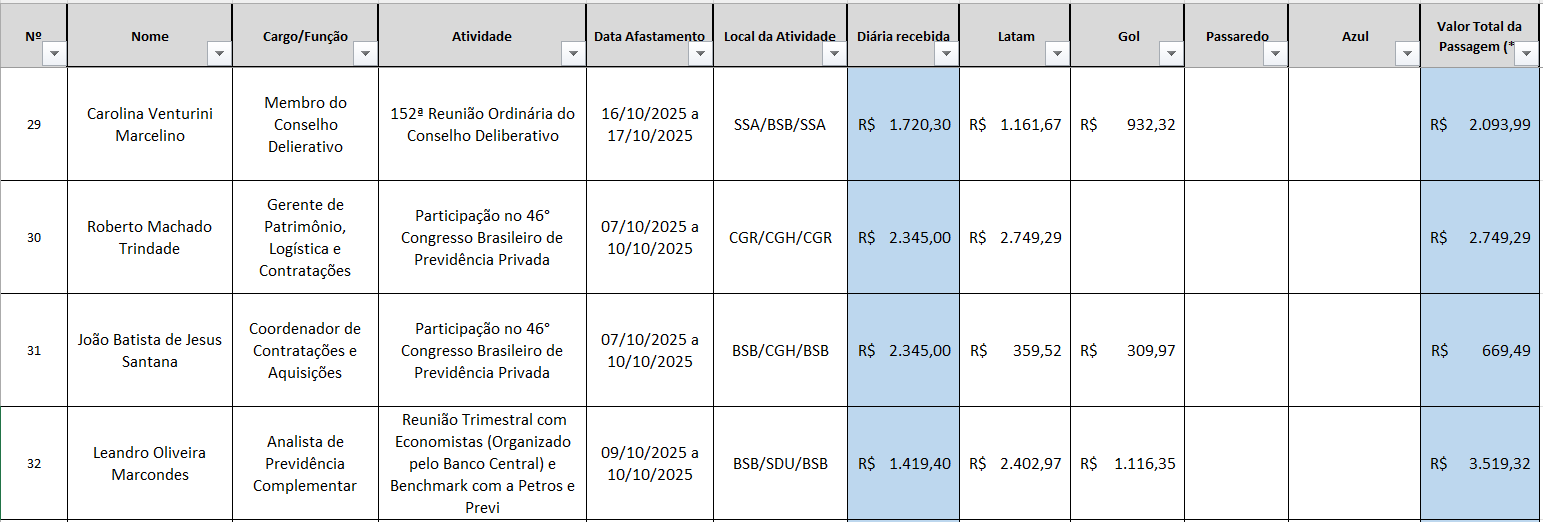 Nº Nome Cargo/Função Atividade Data Afastamento Local da Atividade Diária recebida Latam Gol Passaredo Azul Valor Total da
Passagem (*
29 Carolina Venturini
Marcelino
Membro do
Conselho
Delierativo
152ª Reunião Ordinária do
Conselho Deliberativo
16/10/2025 a
17/10/2025
SSA/BSB/SSA R$ 1.720,30 R$ 1.161,67 R$ 932,32 R$ 2.093,99
30 Roberto Machado
Trindade
Gerente de
Patrimônio,
Logística e
Contratações
Participação no 46°
Congresso Brasileiro de
Previdência Privada
07/10/2025 a
10/10/2025
CGR/CGH/CGR R$ 2.345,00 R$ 2.749,29 R$ 2.749,29
31 João Batista de Jesus
Santana
Coordenador de
Contratações e
Aquisições
Participação no 46°
Congresso Brasileiro de
Previdência Privada
07/10/2025 a
10/10/2025
BSB/CGH/BSB R$ 2.345,00 R$ 359,52 R$ 309,97 R$ 669,49
32 Leandro Oliveira
Marcondes
Analista de
Previdência
Complementar
Reunião Trimestral com
Economistas (Organizado
pelo Banco Central) e
Benchmark com a Petros e
Previ
09/10/2025 a
10/10/2025
BSB/SDU/BSB R$ 1.419,40 R$ 2.402,97 R$ 1.116,35 R$ 3.519,32